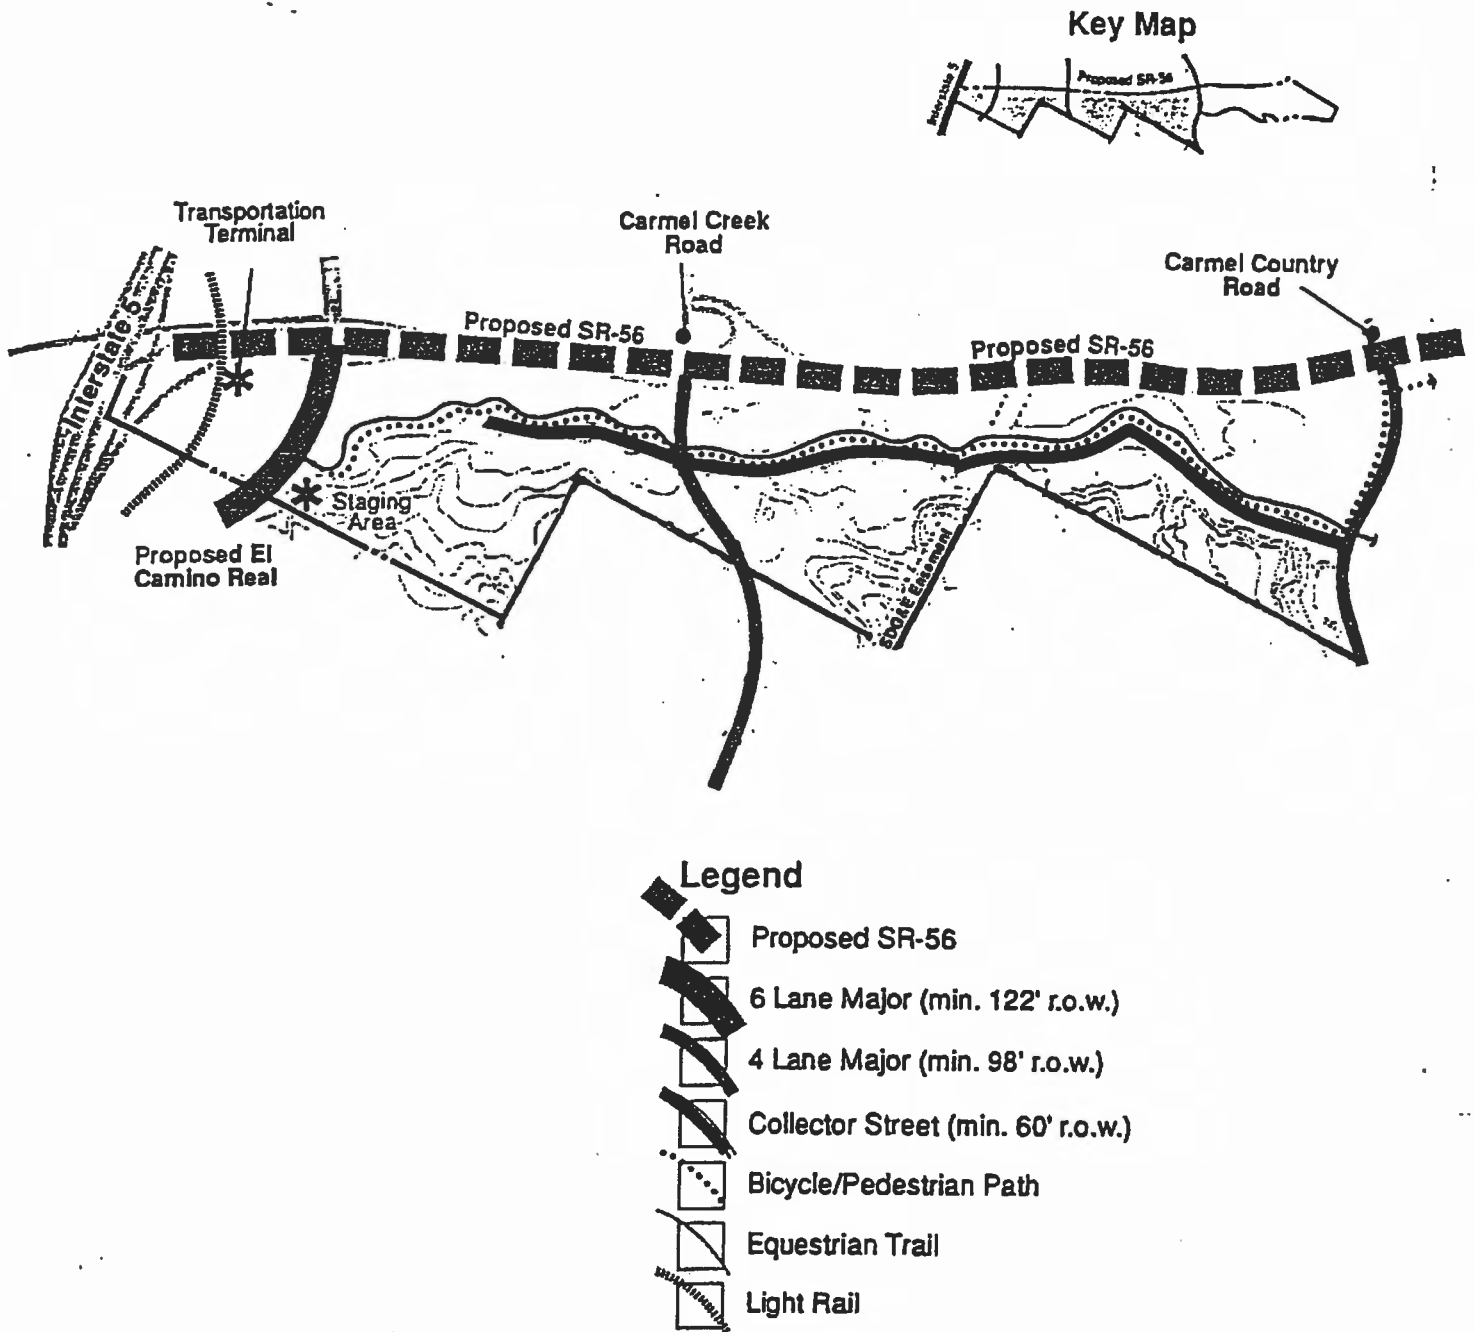 Key Map
Interstate 5
Proposed SR-56
Transportation
Terminal
Carmel Creek
Road
Carmel Country
Road
Interstate 5
Proposed SR-56
Proposed SR-56
Staging
Area
Proposed El
Camino Real
SDG&E Easement
Legend
Proposed SR-56
6 Lane Major (min. 122' r.o.w.)
4 Lane Major (min. 98' r.o.w.)
Collector Street (min. 60' r.o.w.)
Bicycle/Pedestrian Path
Equestrian Trail
Light Rail